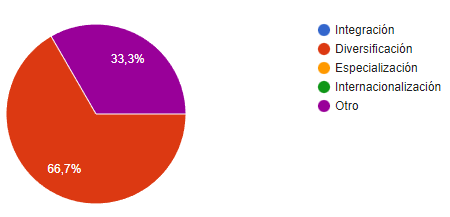 33,3%
66,7%
Integración
Diversificación
Especialización
Internacionalización
Otro